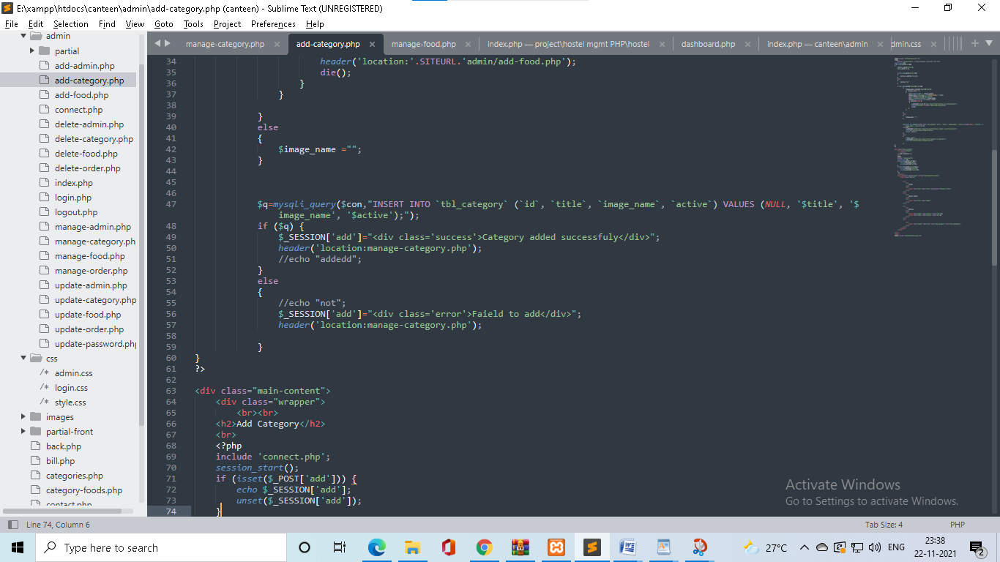 E:\xampp\htdocs\canteen\admin\add-category.php (canteen) - Sublime Text (UNREGISTERED)
File Edit Selection Find View Goto Tools Project Preferences Help
admin
partial
add-admin.php
add-category.php
add-food.php
connect.php
delete-admin.php
delete-category.php
delete-food.php
delete-order.php
index.php
login.php
logout.php
manage-admin.php
manage-category.ph
manage-food.php
manage-order.php
update-admin.php
update-category.php
update-food.php
update-order.php
update-password.ph
css
/* admin.css
/* login.css
/* style.css
images
partial-front
back.php
bill.php
categories.php
category-foods.php
contact.php
manage-category.php add-category.php manage-food.php index.php — project\hostel mgmt PHP\hostel dashboard.php index.php — canteen\admin dmin.css
34 header('location:'.SITEURL.'admin/add-food.php');
35 die();
36 }
37 }
38
39 }
40 else
41 {
42 $image_name ="";
43 }
44
45
46
47 $q=mysqli_query($con,"INSERT INTO `tbl_category` (`id`, `title`, `image_name`, `active`) VALUES (NULL, '$title', '$
image_name', '$active');");
48 if ($q) {
49 $_SESSION['add']="<div class='success'>Category added successfuly</div>";
50 header('location:manage-category.php');
51 //echo "addedd";
52 }
53 else
54 {
55 //echo "not";
56 $_SESSION['add']="<div class='error'>Faield to add</div>";
57 header('location:manage-category.php');
58
59 }
60 }
61 ?>
62
63 <div class="main-content">
64 <div class="wrapper">
65 <br><br>
66 <h2>Add Category</h2>
67 <br>
68 <?php
69 include 'connect.php';
70 session_start();
71 if (isset($_POST['add'])) {
72 echo $_SESSION['add'];
73 unset($_SESSION['add']);
74 }
Activate Windows
Go to Settings to activate Windows.
Line 74, Column 6 Tab Size: 4 PHP
Type here to search
27°C ENG 23:38
22-11-2021
2